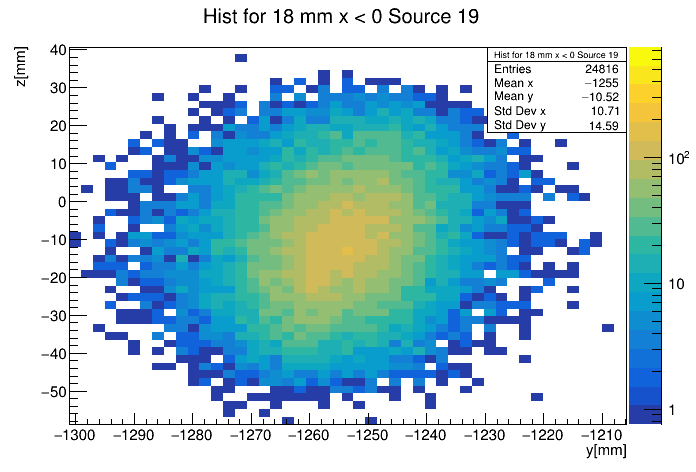 Hist for 18 mm x < 0 Source 19
z[mm]
Hist for 18 mm x < 0 Source 19
Entries 24816
Mean x −1255
Mean y −10.52
Std Dev x 10.71
Std Dev y 14.59
40
30
20
10
0
−10
−20
−30
−40
−50
10²
10
1
−1300 −1290 −1280 −1270 −1260 −1250 −1240 −1230 −1220 −1210
y[mm]